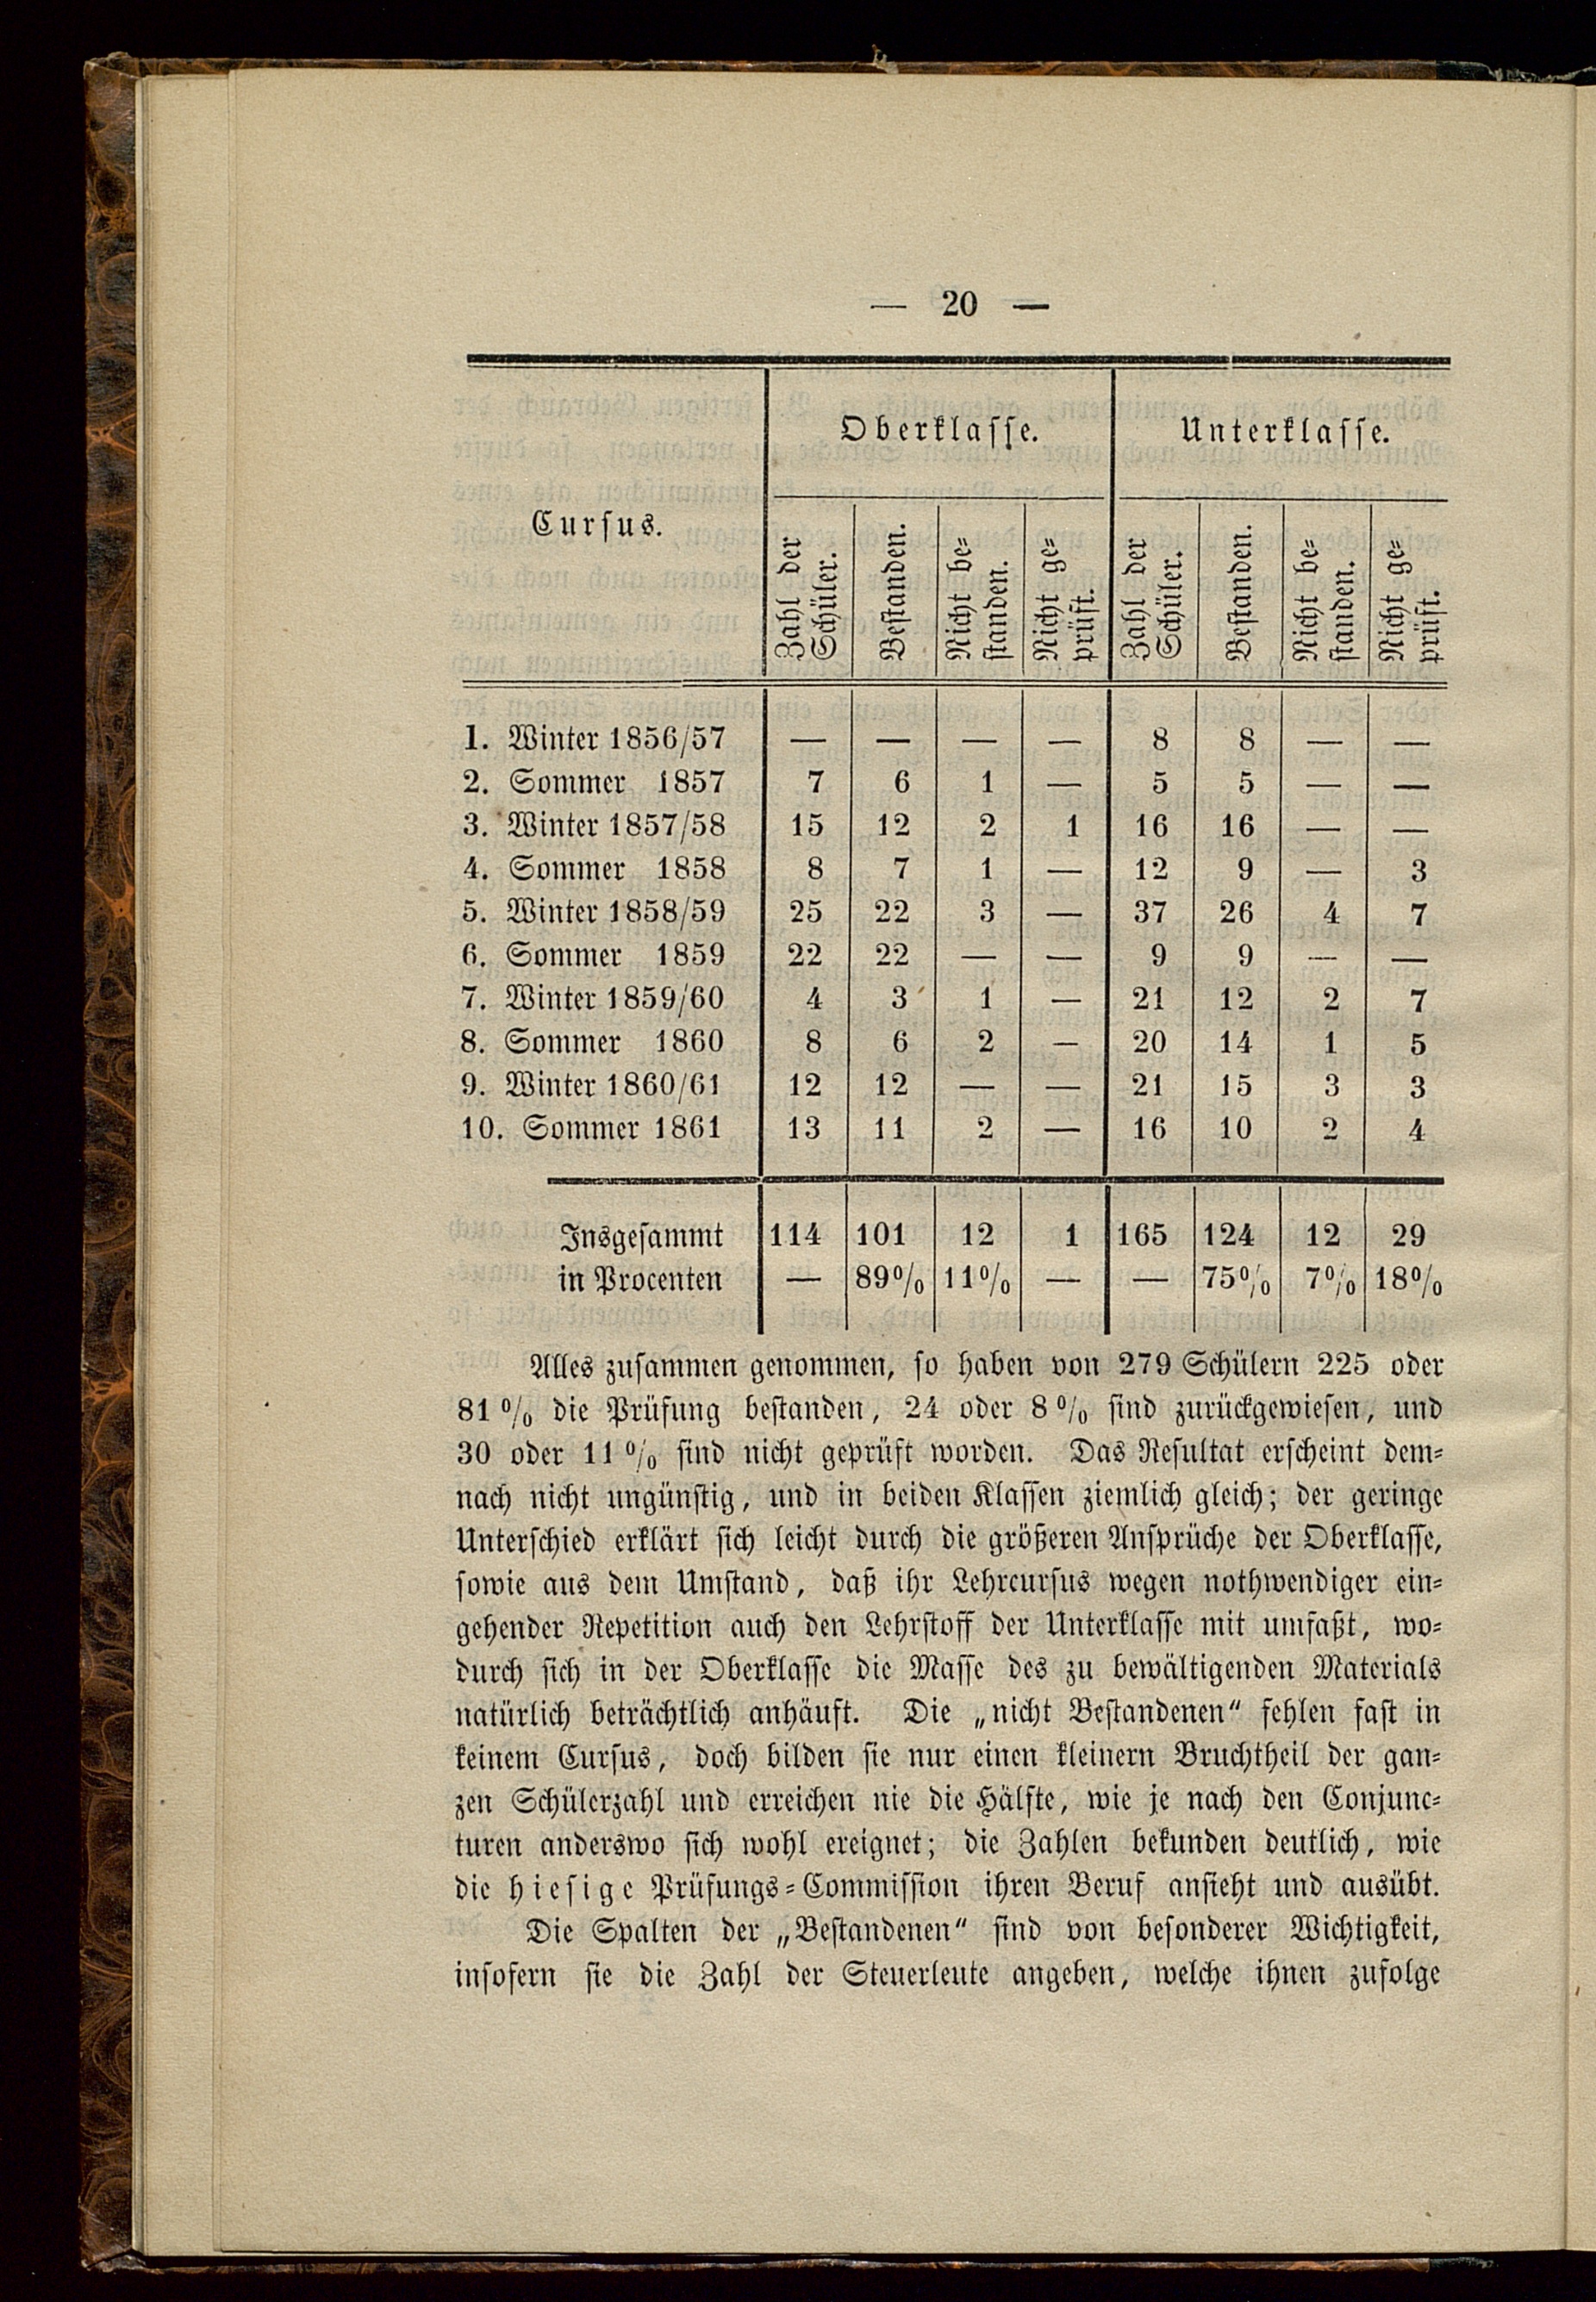 — 20 —
Cursus. Oberklasse. Unterklasse.
Zahl der Schüler. Bestanden. Nicht be=standen. Nicht ge=prüft. Zahl der Schüler. Bestanden. Nicht be=standen. Nicht ge=prüft.
1. Winter 1856/57 — — — — 8 8 — —
2. Sommer 1857 7 6 1 — 5 5 — —
3. Winter 1857/58 15 12 2 1 16 16 — —
4. Sommer 1858 8 7 1 — 12 9 — 3
5. Winter 1858/59 25 22 3 — 37 26 4 7
6. Sommer 1859 22 22 — — 9 9 — —
7. Winter 1859/60 4 3 1 — 21 12 2 7
8. Sommer 1860 8 6 2 — 20 14 1 5
9. Winter 1860/61 12 12 — — 21 15 3 3
10. Sommer 1861 13 11 2 — 16 10 2 4
Insgesammt 114 101 12 1 165 124 12 29
in Procenten — 89% 11% — — 75% 7% 18%
Alles zusammen genommen, so haben von 279 Schülern 225 oder
81% die Prüfung bestanden, 24 oder 8% sind zurückgewiesen, und
30 oder 11% sind nicht geprüft worden. Das Resultat erscheint dem=
nach nicht ungünstig, und in beiden Klassen ziemlich gleich; der geringe
Unterschied erklärt sich leicht durch die größeren Ansprüche der Oberklasse,
sowie aus dem Umstand, daß ihr Lehrcursus wegen nothwendiger ein=
gehender Repetition auch den Lehrstoff der Unterklasse mit umfaßt, wo=
durch sich in der Oberklasse die Masse des zu bewältigenden Materials
natürlich beträchtlich anhäuft. Die „nicht Bestandenen“ fehlen fast in
keinem Cursus, doch bilden sie nur einen kleinern Bruchtheil der gan=
zen Schülerzahl und erreichen nie die Hälfte, wie je nach den Conjunc=
turen anderswo sich wohl ereignet; die Zahlen bekunden deutlich, wie
die hiesige Prüfungs=Commission ihren Beruf ansieht und ausübt.
Die Spalten der „Bestandenen“ sind von besonderer Wichtigkeit,
insofern sie die Zahl der Steuerleute angeben, welche ihnen zufolge